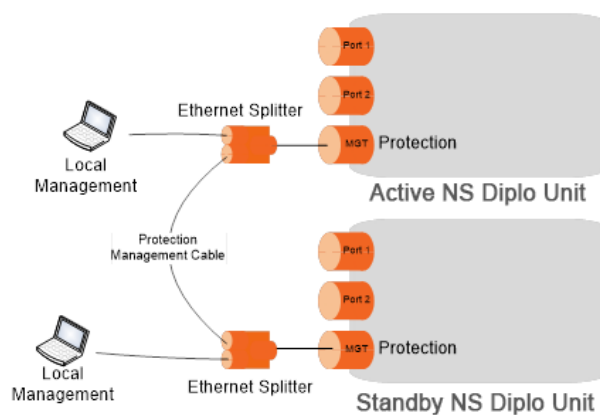 Port 1
Port 2
Ethernet Splitter
MGT
Protection
Local
Management
Active NS Diplo Unit
Protection
Management Cable
Port 1
Port 2
MGT
Protection
Local
Management
Ethernet Splitter
Standby NS Diplo Unit